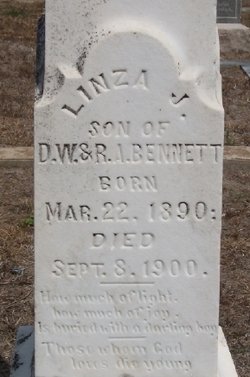 LINZA J.
SON OF
D.W.&R.A.BENNETT
BORN
MAR. 22. 1890:
DIED
SEPT. 8. 1900.
How much of light.
how much of joy.
Is buried with a darling boy
Those whom God
loves die young